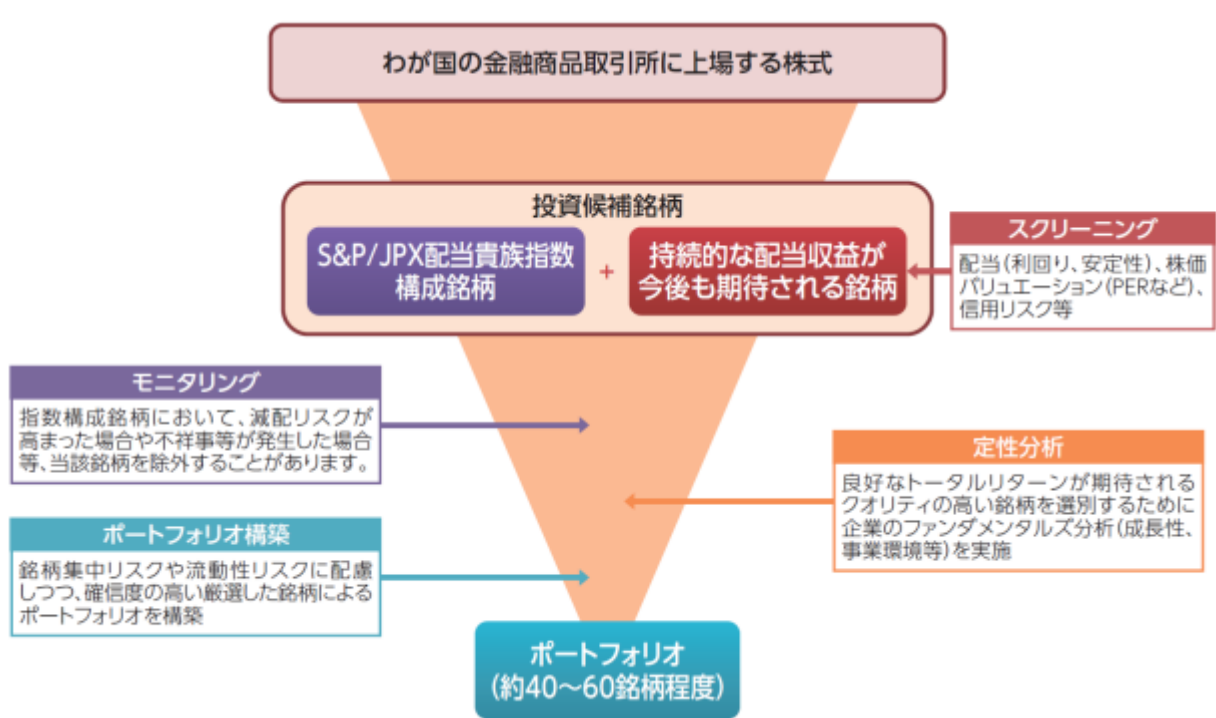 わが国の金融商品取引所に上場する株式
投資候補銘柄
S&P/JPX配当貴族指数
構成銘柄
+
持続的な配当収益が
今後も期待される銘柄
スクリーニング
配当(利回り、安定性)、株価
バリュエーション(PERなど)、
信用リスク等
モニタリング
指数構成銘柄において、減配リスクが
高まった場合や不祥事等が発生した場合
等、当該銘柄を除外することがあります。
定性分析
良好なトータルリターンが期待される
クオリティの高い銘柄を選別するために
企業のファンダメンタルズ分析(成長性、
事業環境等)を実施
ポートフォリオ構築
銘柄集中リスクや流動性リスクに配慮
しつつ、確信度の高い厳選した銘柄による
ポートフォリオを構築
ポートフォリオ
(約40～60銘柄程度)